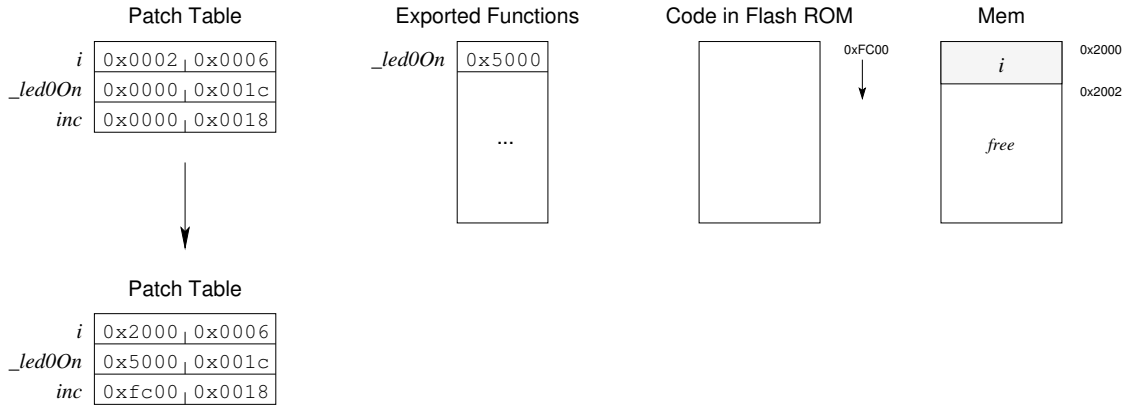 Patch Table Exported Functions Code in Flash ROM Mem
i 0x0002 0x0006 _led0On 0x5000 0xFC00 i 0x2000
_led0On 0x0000 0x001c 0x2002
inc 0x0000 0x0018
... free
Patch Table
i 0x2000 0x0006
_led0On 0x5000 0x001c
inc 0xfc00 0x0018